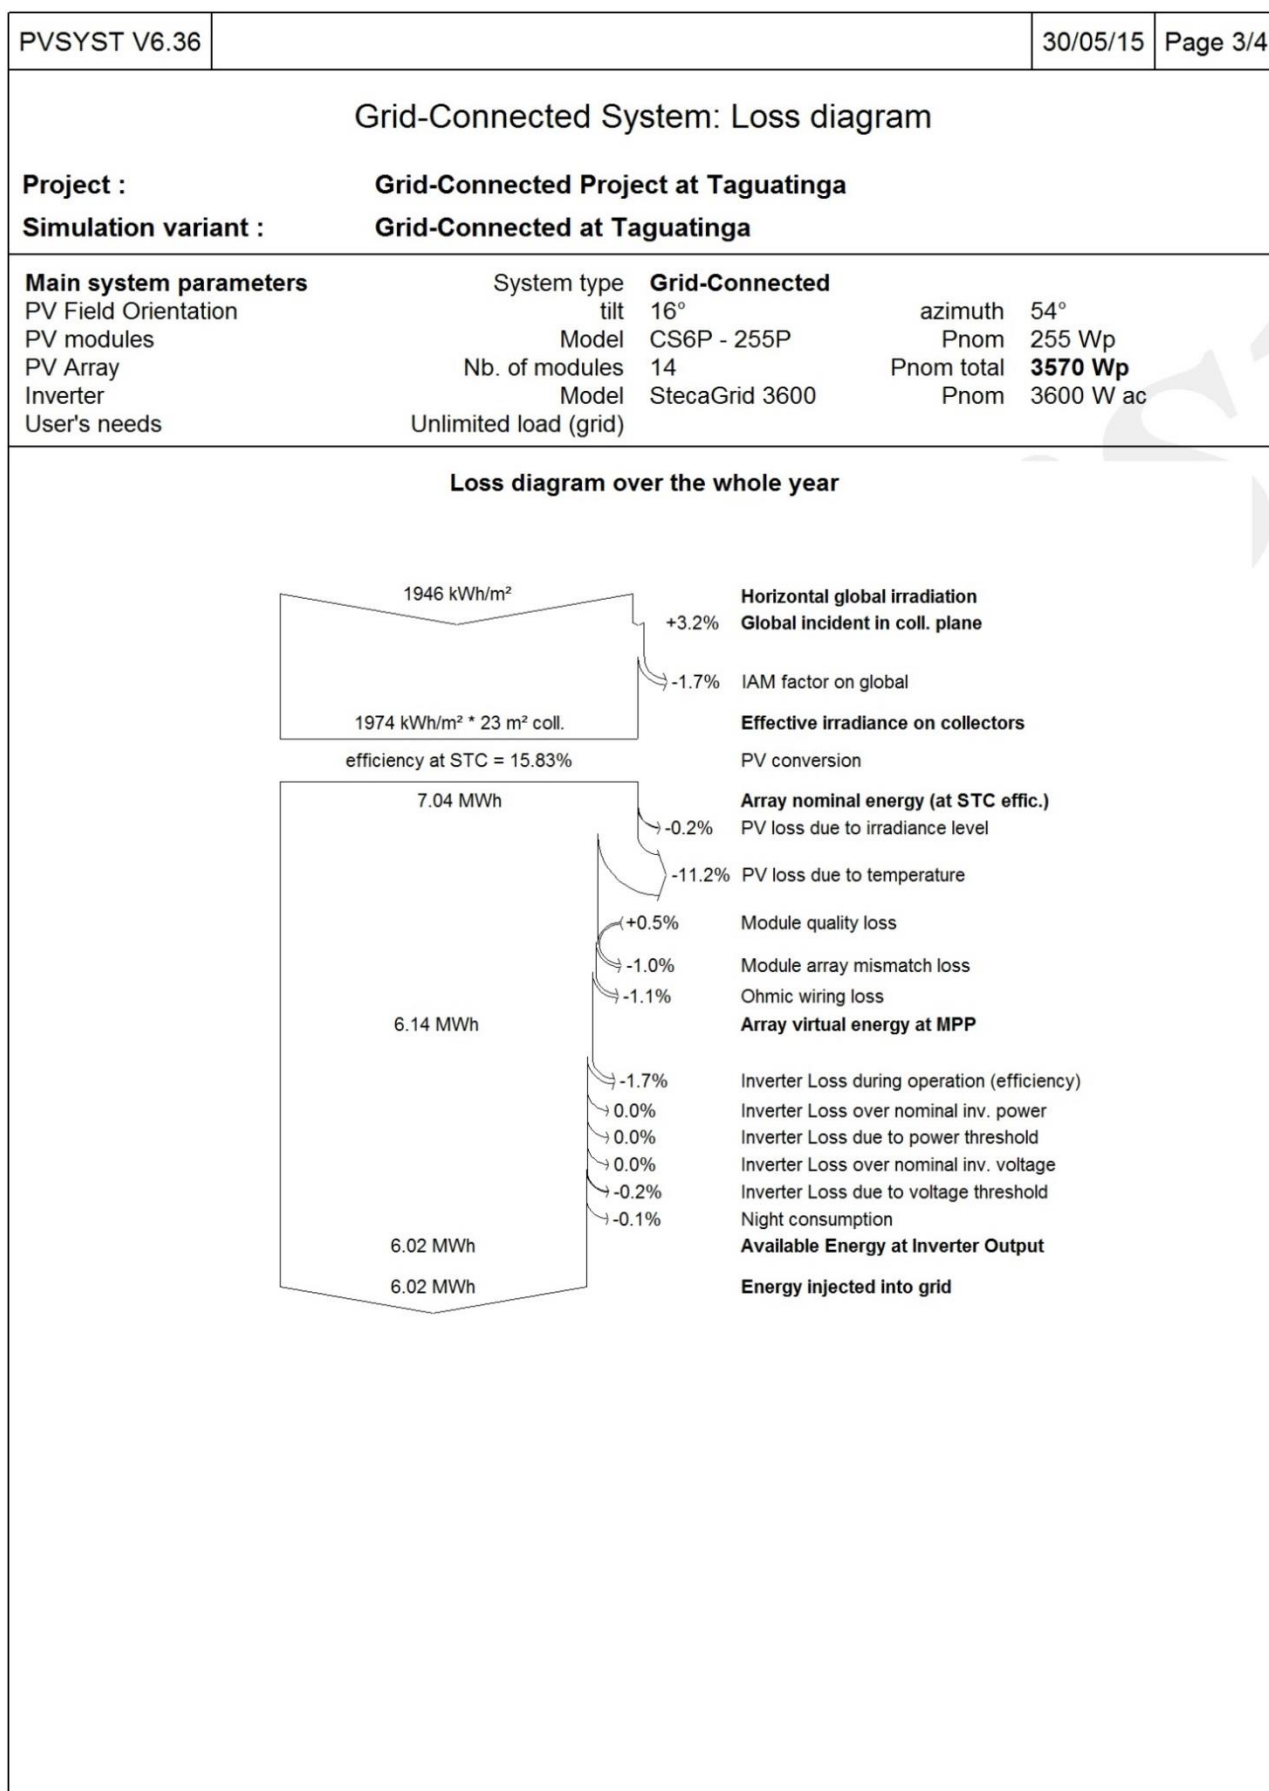 PVSYST V6.36 30/05/15 Page 3/4
Grid-Connected System: Loss diagram
Project : Grid-Connected Project at Taguatinga
Simulation variant : Grid-Connected at Taguatinga
Main system parameters System type Grid-Connected
PV Field Orientation tilt 16° azimuth 54°
PV modules Model CS6P - 255P Pnom 255 Wp
PV Array Nb. of modules 14 Pnom total 3570 Wp
Inverter Model StecaGrid 3600 Pnom 3600 W ac
User's needs Unlimited load (grid)
Loss diagram over the whole year
1946 kWh/m² Horizontal global irradiation
+3.2% Global incident in coll. plane
-1.7% IAM factor on global
1974 kWh/m² * 23 m² coll. Effective irradiance on collectors
efficiency at STC = 15.83% PV conversion
7.04 MWh Array nominal energy (at STC effic.)
-0.2% PV loss due to irradiance level
-11.2% PV loss due to temperature
+0.5% Module quality loss
-1.0% Module array mismatch loss
-1.1% Ohmic wiring loss
6.14 MWh Array virtual energy at MPP
-1.7% Inverter Loss during operation (efficiency)
0.0% Inverter Loss over nominal inv. power
0.0% Inverter Loss due to power threshold
0.0% Inverter Loss over nominal inv. voltage
-0.2% Inverter Loss due to voltage threshold
-0.1% Night consumption
6.02 MWh Available Energy at Inverter Output
6.02 MWh Energy injected into grid